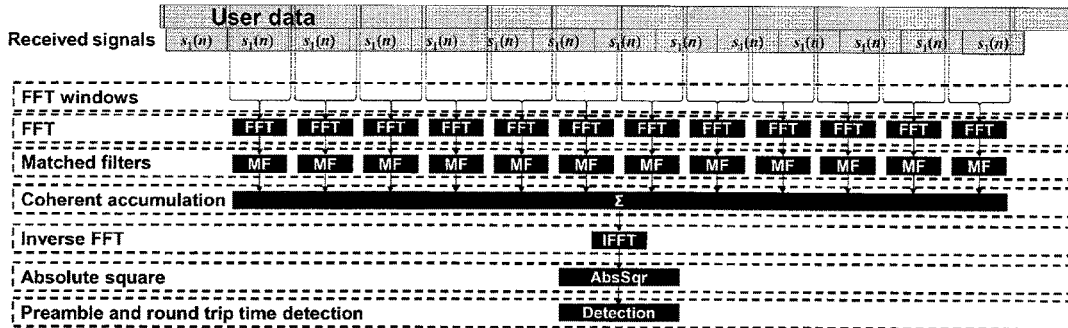 User data
Received signals s₁(n) s₁(n) s₁(n) s₁(n) s₁(n) s₁(n) s₁(n) s₁(n) s₁(n) s₁(n) s₁(n) s₁(n) s₁(n) s₁(n)
FFT windows
FFT FFT FFT FFT FFT FFT FFT FFT FFT FFT FFT FFT FFT
Matched filters MF MF MF MF MF MF MF MF MF MF MF MF
Coherent accumulation Σ
Inverse FFT IFFT
Absolute square AbsSqr
Preamble and round trip time detection Detection